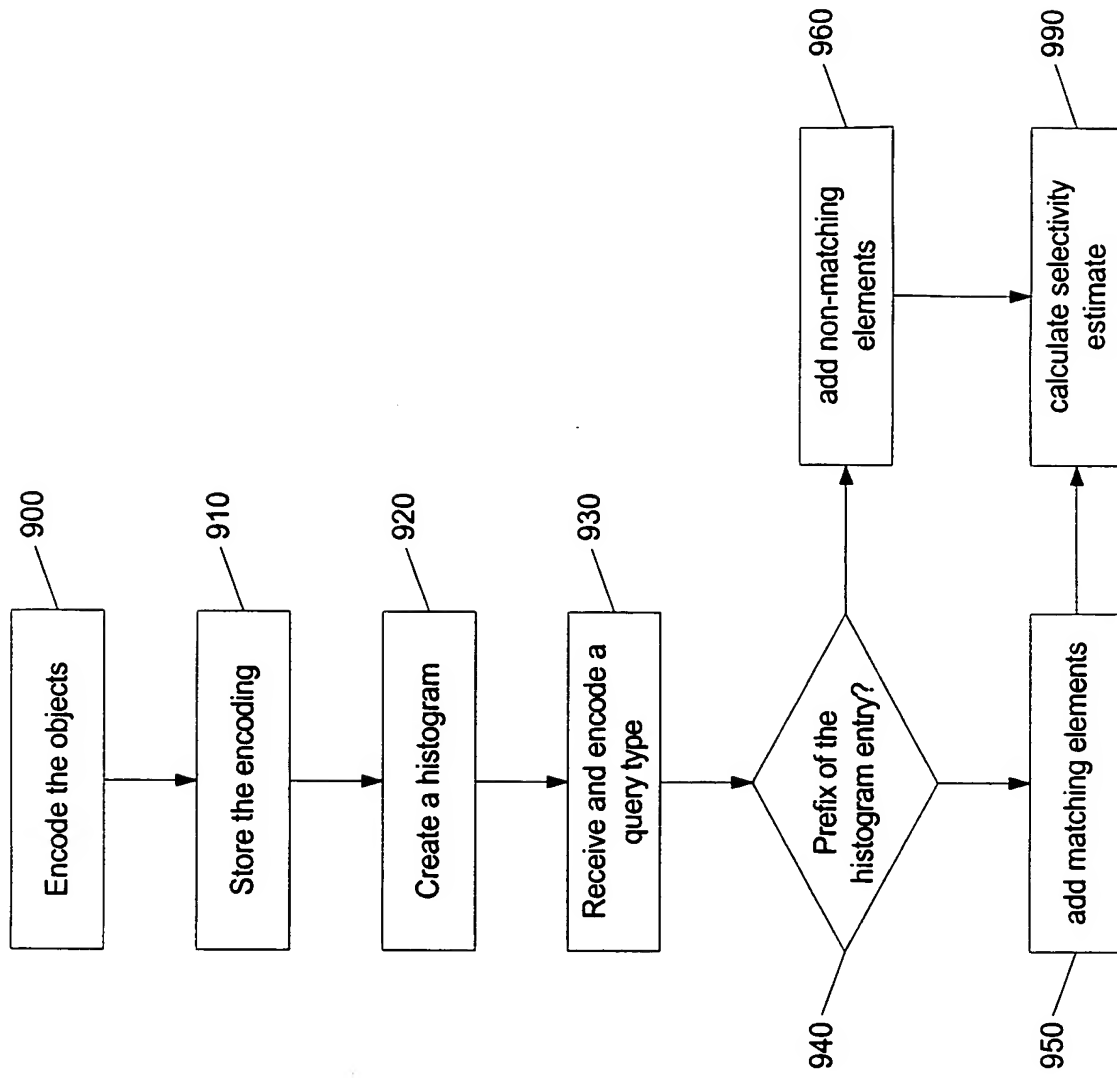 Encode the objects
900
Store the encoding
910
Create a histogram
920
Receive and encode a
query type
930
Prefix of the
histogram entry?
940
add matching elements
950
add non-matching
elements
960
calculate selectivity
estimate
990